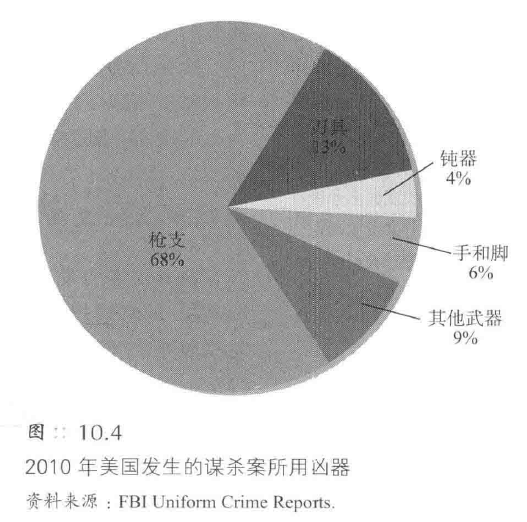 刃具
13%
钝器
4%
枪支
68%
手和脚
6%
其他武器
9%
图 :: 10.4
2010 年美国发生的谋杀案所用凶器
资料来源：FBI Uniform Crime Reports.